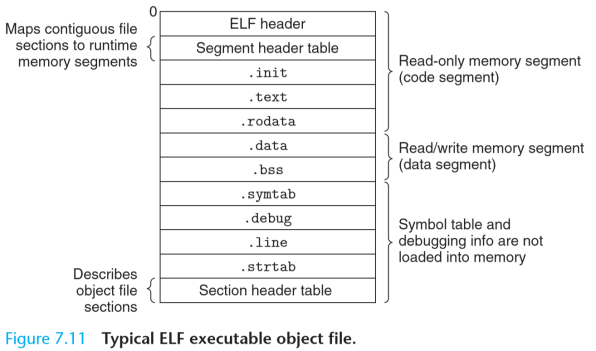 0
Maps contiguous file
sections to runtime
memory segments
ELF header
Segment header table
.init
.text
.rodata
.data
.bss
.symtab
.debug
.line
.strtab
Section header table
Read-only memory segment
(code segment)
Read/write memory segment
(data segment)
Symbol table and
debugging info are not
loaded into memory
Describes
object file
sections
Figure 7.11 Typical ELF executable object file.